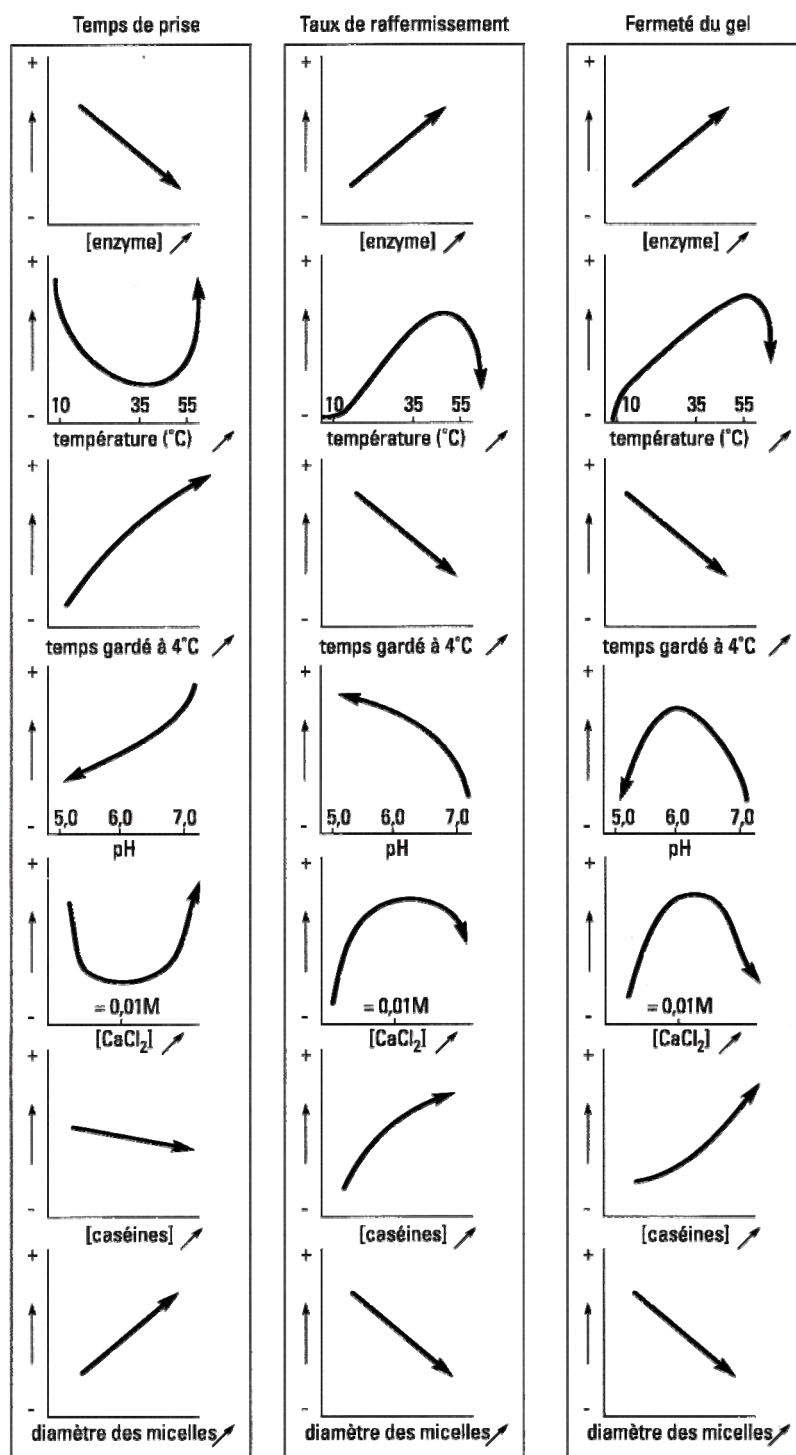 Temps de prise Taux de raffermissement Fermeté du gel
+ + +
- - -
[enzyme] [enzyme] [enzyme]
+ + +
- - -
10 35 55 10 35 55 10 35 55
température (°C) température (°C) température (°C)
+ + +
- - -
temps gardé à 4°C temps gardé à 4°C temps gardé à 4°C
+ + +
- - -
5,0 6,0 7,0 5,0 6,0 7,0 5,0 6,0 7,0
pH pH pH
+ + +
= 0,01M = 0,01M = 0,01M
- - -
[CaCl₂] [CaCl₂] [CaCl₂]
+ + +
- - -
[caséines] [caséines] [caséines]
+ + +
- - -
diamètre des micelles diamètre des micelles diamètre des micelles